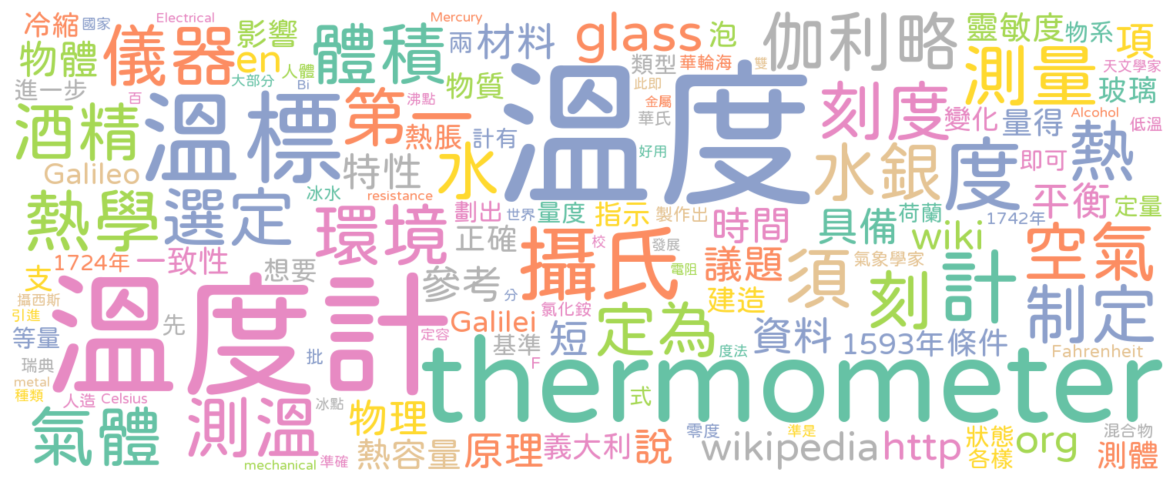 冷縮
國家
Electrical
物體
儀器
影響
en
大部分
人體
進一步
Bi
百
酒精
溫標
第一
沸點
體積
兩
材料
Mercury
物質
熱脹
計有
glass
泡
類型
華輪海
此即
雙
金屬
華氏
好用
伽利略
靈敏度
物系
項
測量
天文學家
玻璃
刻度
變化
量得
Alcohol
低溫
熱
Galileo
特性
水
溫度
水銀
度
即可
平衡
定量
熱學
選定
冰水
resistance
環境
劃出
世界
量度
指示
製作出
時間
具備
荷蘭
1742年
wiki
空氣
1724年
一致性
支
想要
正確
參考
攝氏
校
發展
電阻
議題
須
氣象學家
刻
計
制定
攝西斯
引進
先
溫度計
氯化銨
分
建造
Galilei
等量
定容
基準
短
定為
資料
1593年
條件
瑞典
批
F
度法
Fahrenheit
metal
種類
人造
Celsius
冰點
式
thermometer
氣體
測溫
物理
mechanical
準確
熱容量
原理
義大利
說
零度
準是
wikipedia
http
狀態
各樣
org
混合物
測體